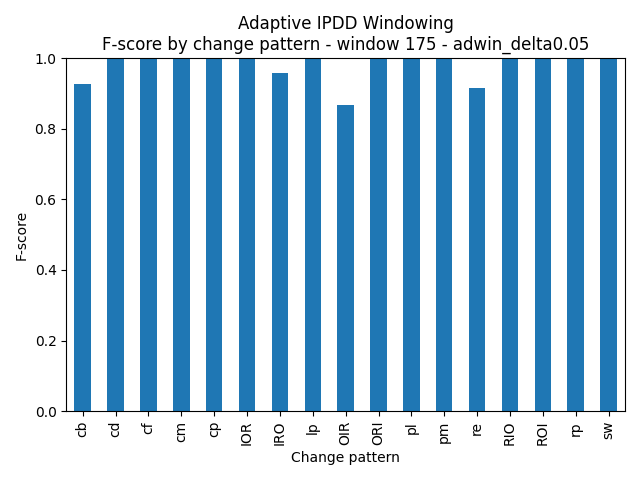 Adaptive IPDD Windowing
F-score by change pattern - window 175 - adwin_delta0.05
1.0
0.8
0.6
0.4
0.2
0.0
F-score
cb cd cf cm cp IOR IRO lp OIR ORI pl pm re RIO ROI rp sw
Change pattern